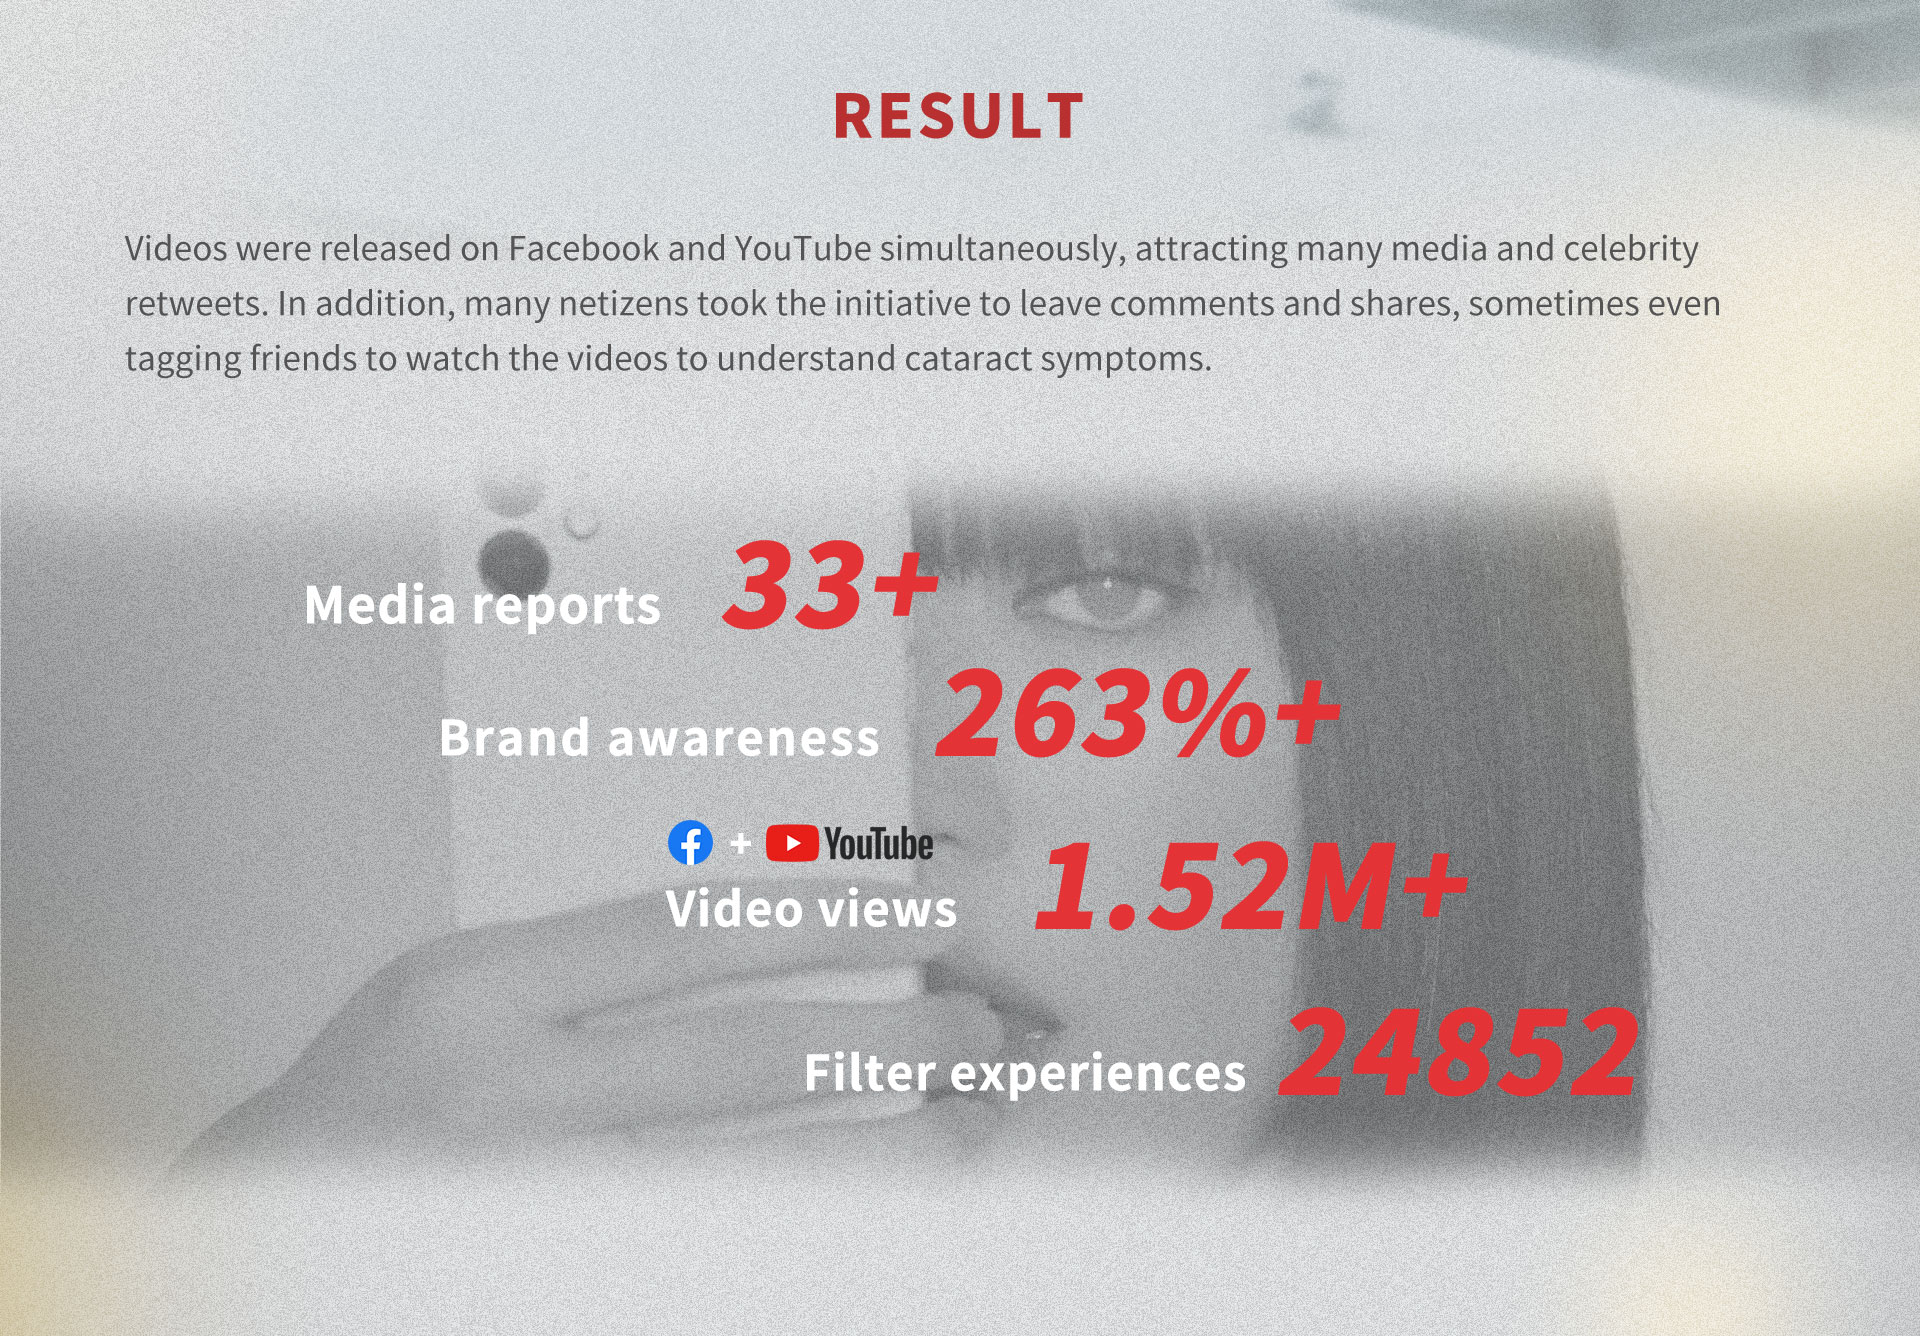 RESULT
Videos were released on Facebook and YouTube simultaneously, attracting many media and celebrity
retweets. In addition, many netizens took the initiative to leave comments and shares, sometimes even
tagging friends to watch the videos to understand cataract symptoms.
Media reports 33+
Brand awareness 263%+
f + YouTube
Video views 1.52M+
Filter experiences 24852